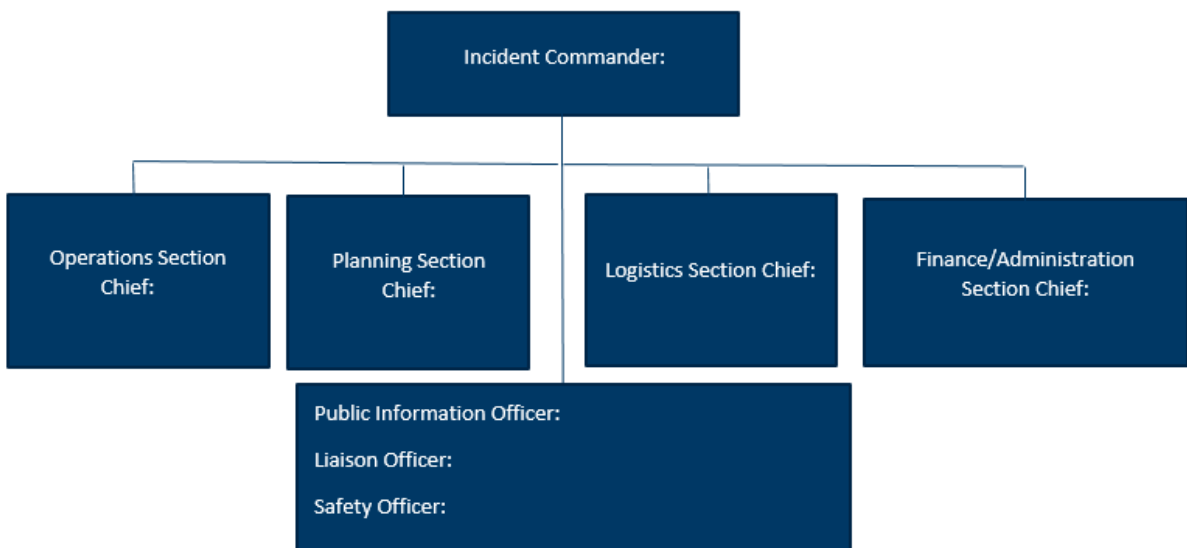 Incident Commander:
Operations Section
Chief:
Planning Section
Chief:
Logistics Section Chief:
Finance/Administration
Section Chief:
Public Information Officer:
Liaison Officer:
Safety Officer: